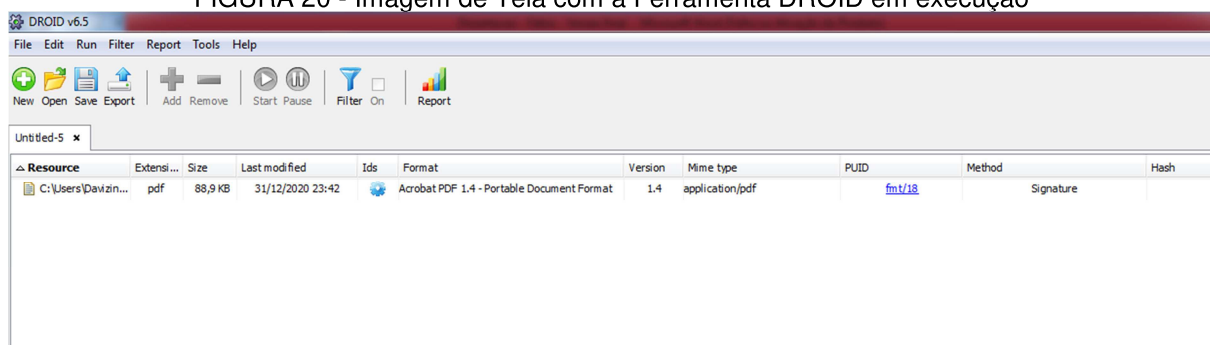 FIGURA 20 - Imagem de Tela com a Ferramenta DROID em execução
DROID v6.5
File Edit Run Filter Report Tools Help
New Open Save Export Add Remove Start Pause Filter On Report
Untitled-5
Resource Extensi... Size Last modified Ids Format Version Mime type PUID Method Hash
C:\Users\Davizin... pdf 88,9 KB 31/12/2020 23:42 Acrobat PDF 1.4 - Portable Document Format 1.4 application/pdf fmt/18 Signature